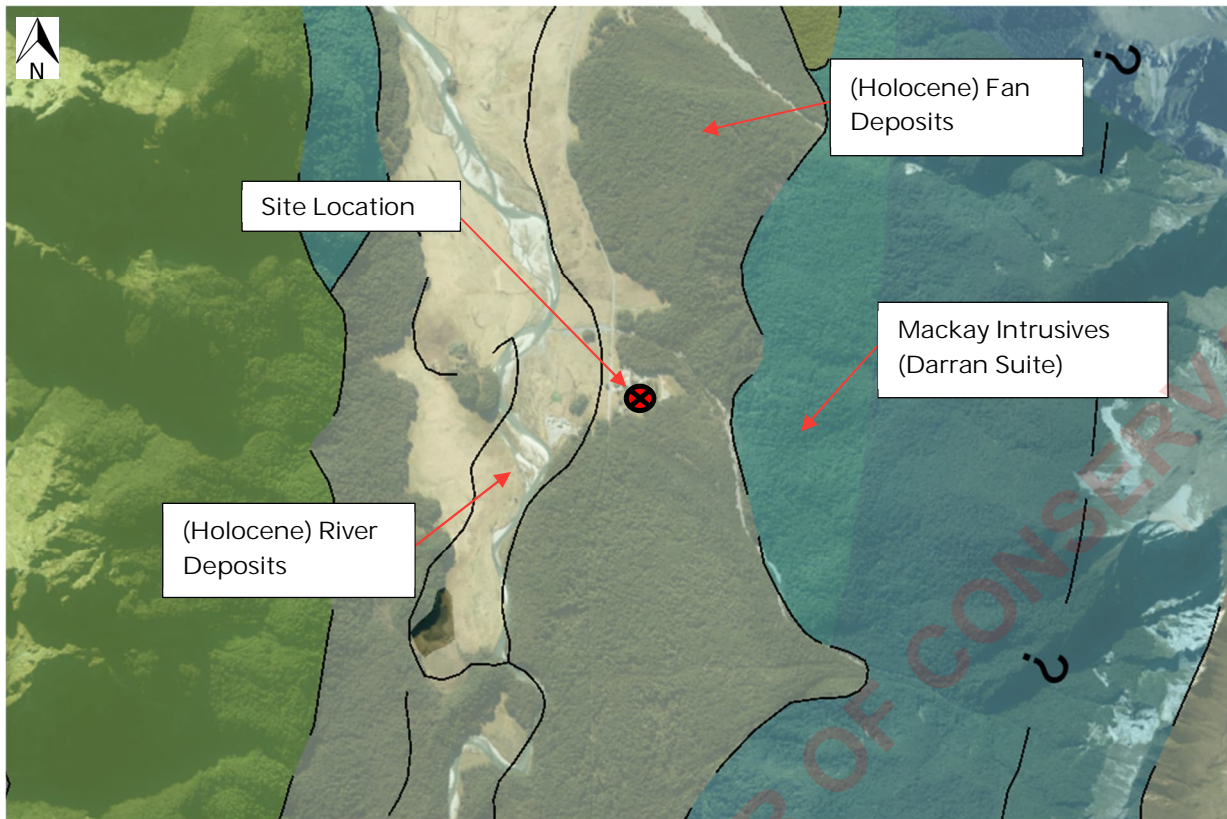 N
?
(Holocene) Fan
Deposits
Site Location
Mackay Intrusives
(Darran Suite)
(Holocene) River
Deposits
?
OF CONSERV